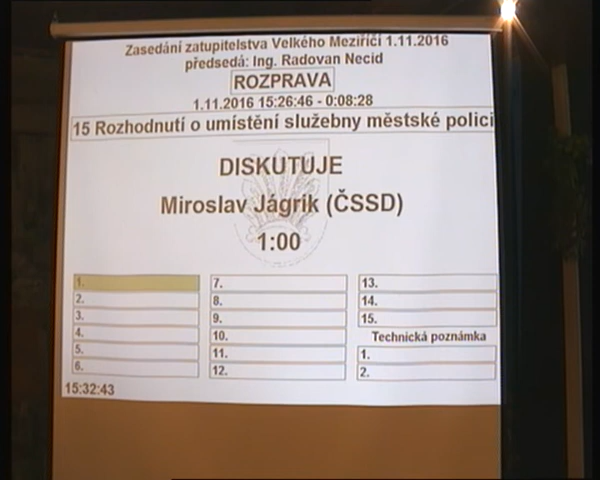 Zasedání zatupitelstva Velkého Meziříčí 1.11.2016
předsedá: Ing. Radovan Necid
ROZPRAVA
1.11.2016 15:26:46 - 0:08:28
15 Rozhodnutí o umístění služebny městské polici
DISKUTUJE
Miroslav Jágrik (ČSSD)
1:00
1.
2.
3.
4.
5.
6.
7.
8.
9.
10.
11.
12.
13.
14.
15.
Technická poznámka
1.
2.
15:32:43